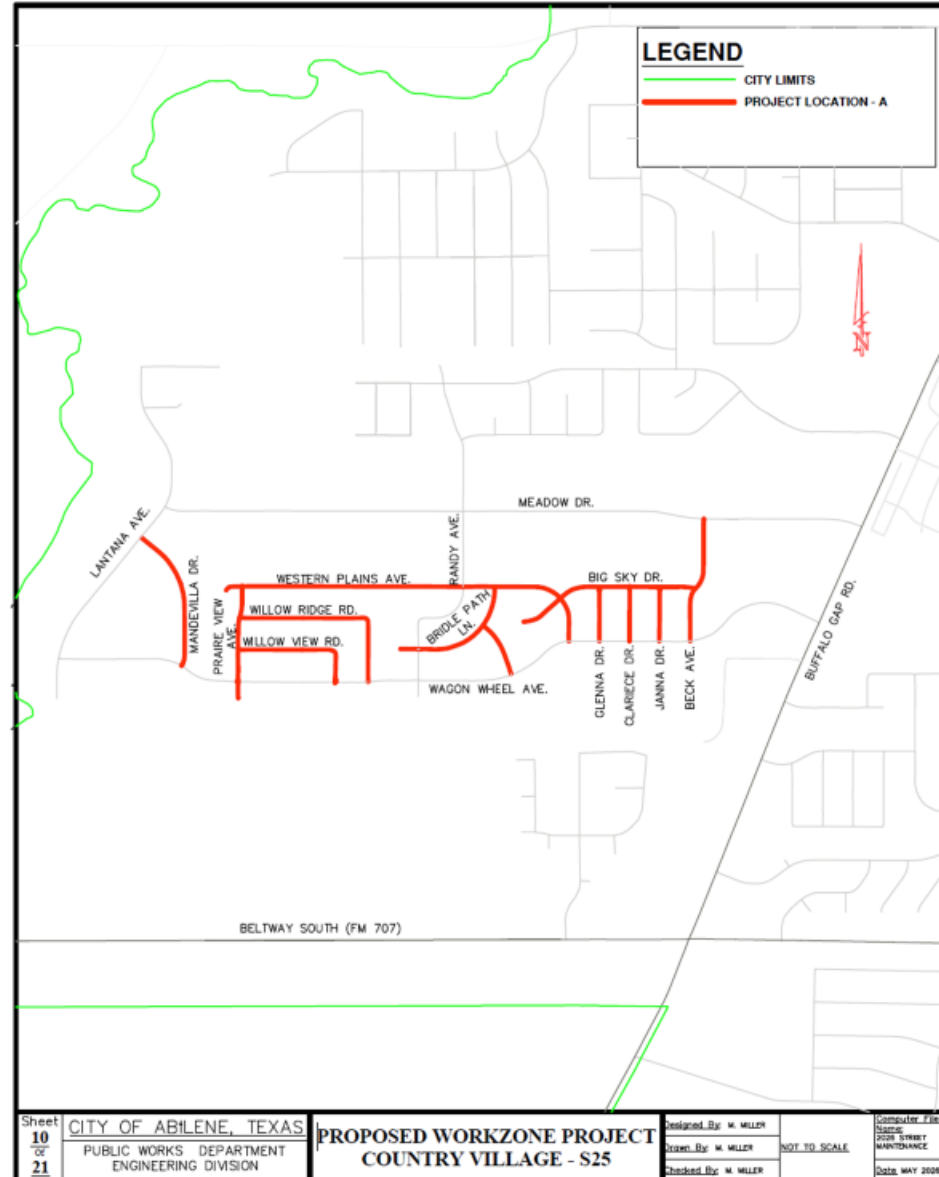 LEGEND
CITY LIMITS
PROJECT LOCATION - A
MEADOW DR.
LANTANA AVE.
RANDY AVE.
MANDEVILLA DR.
WESTERN PLAINS AVE.
BIG SKY DR.
PRAIRE VIEW
AVE.
WILLOW RIDGE RD.
BRIDLE PATH
LN.
WILLOW VIEW RD.
BUFFALO GAP RD.
WAGON WHEEL AVE.
GLENNA DR.
CLARIECE DR.
JANNA DR.
BECK AVE.
BELTWAY SOUTH (FM 707)
Sheet
10
OF
21
CITY OF ABILENE, TEXAS
PUBLIC WORKS DEPARTMENT
ENGINEERING DIVISION
PROPOSED WORKZONE PROJECT
COUNTRY VILLAGE - S25
Designed By: M. MILLER
Drawn By: M. MILLER
Checked By: M. MILLER
NOT TO SCALE
Computer File
Name:
2026 STREET
MAINTENANCE
Date: MAY 2026